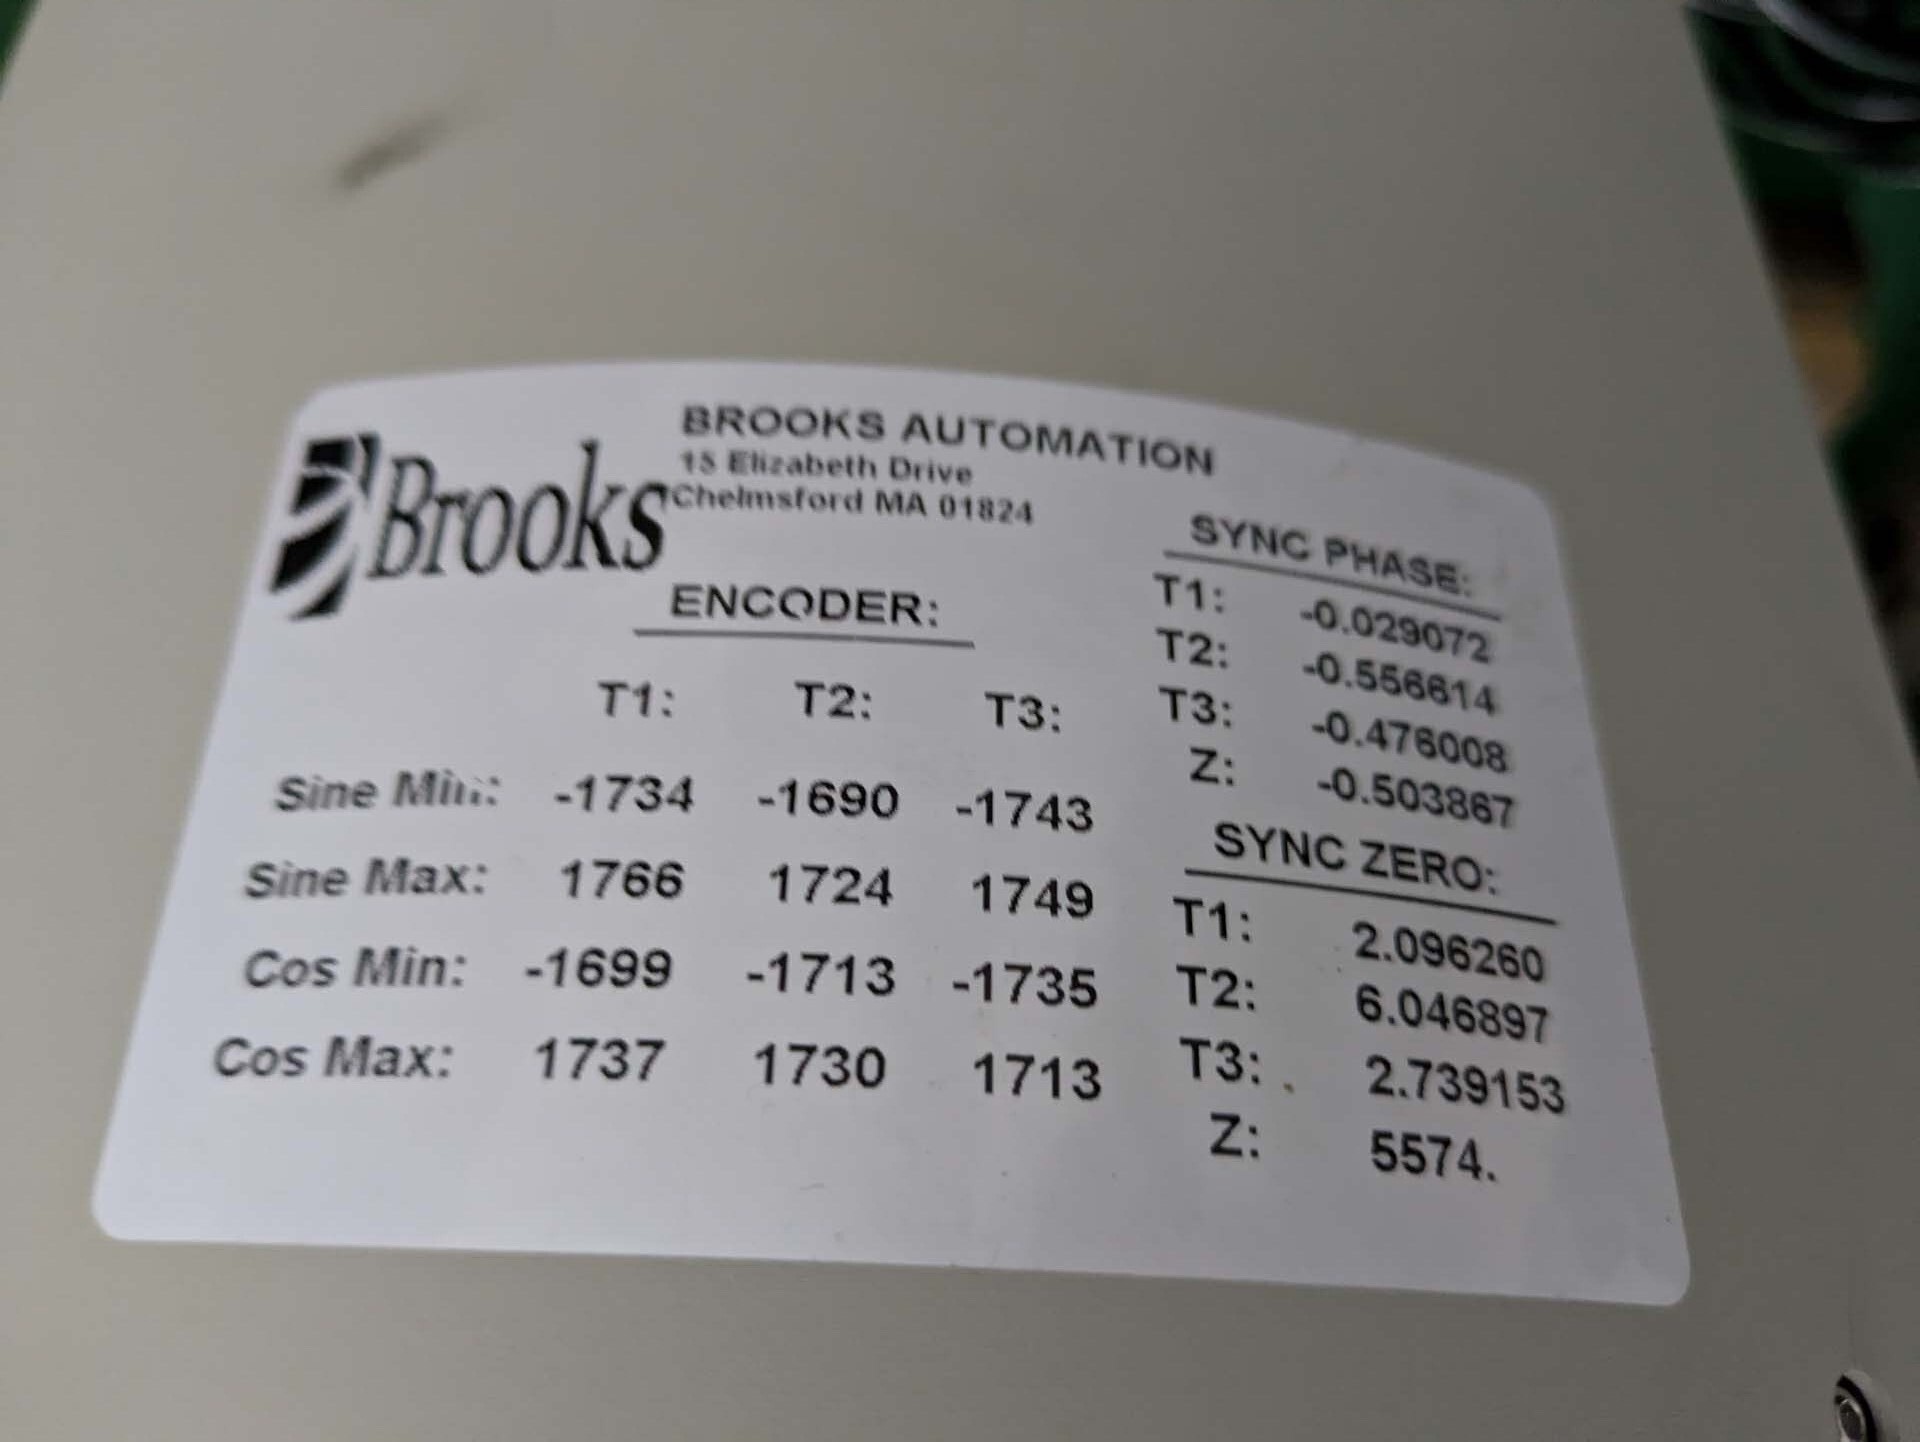 Brooks
BROOKS AUTOMATION
15 Elizabeth Drive
Chelmsford MA 01824
ENCODER:
T1: T2: T3:
Sine Min: -1734 -1690 -1743
Sine Max: 1766 1724 1749
Cos Min: -1699 -1713 -1735
Cos Max: 1737 1730 1713
SYNC PHASE:
T1: -0.029072
T2: -0.556614
T3: -0.476008
Z: -0.503867
SYNC ZERO:
T1: 2.096260
T2: 6.046897
T3: 2.739153
Z: 5574.